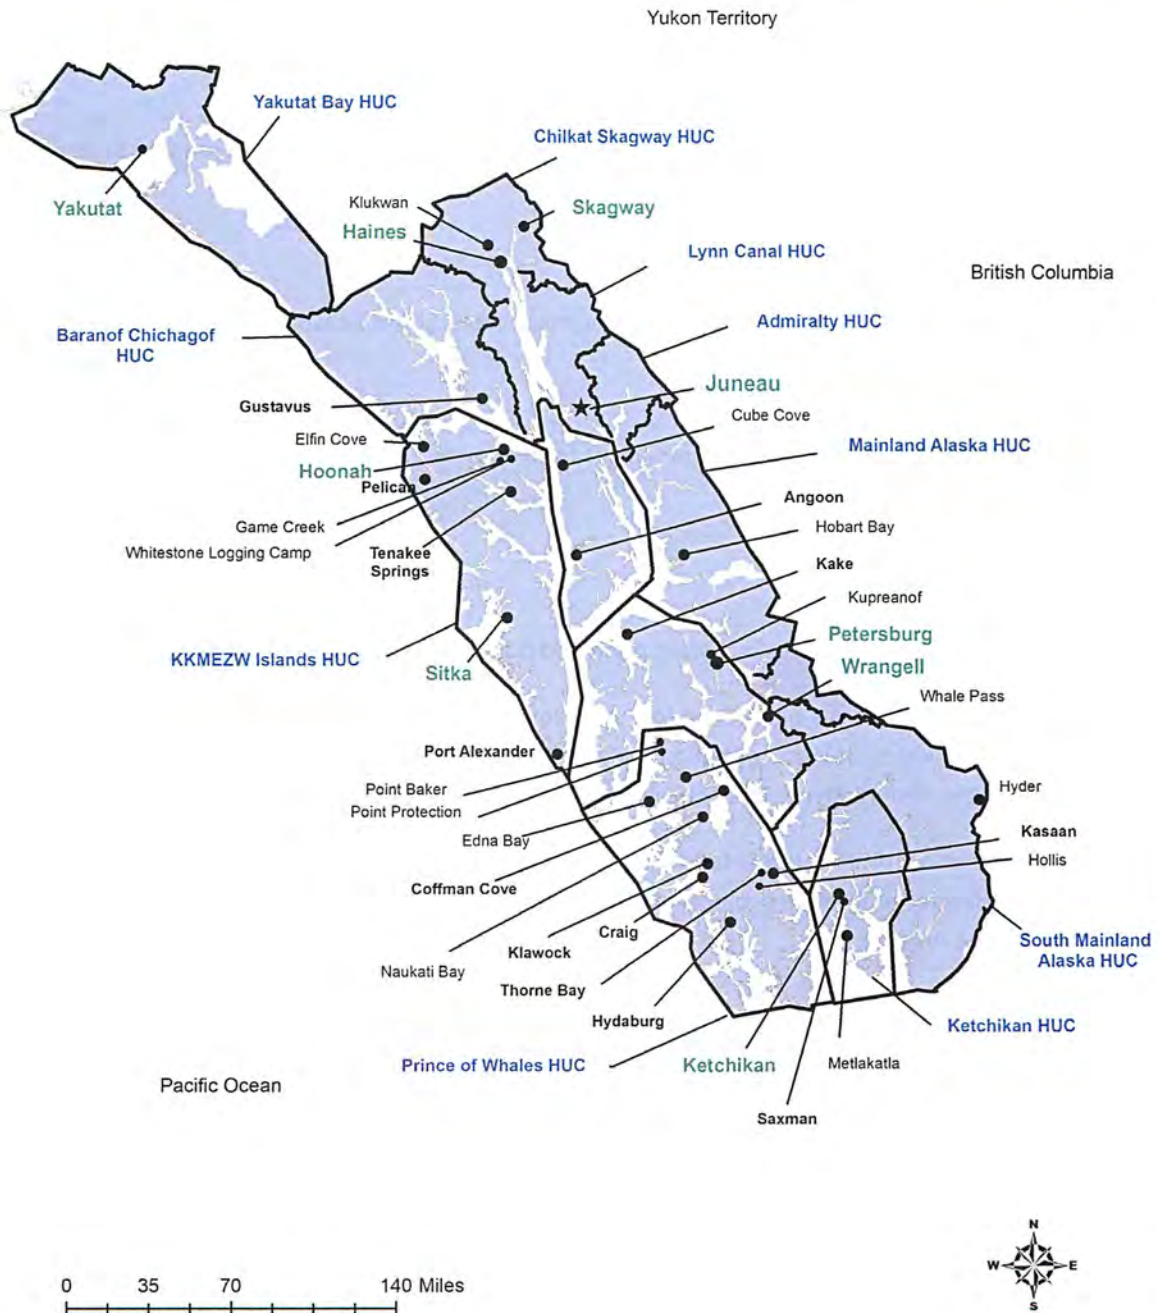 Yukon Territory
Yakutat Bay HUC
Chilkat Skagway HUC
Klukwan
Yakutat
Skagway
Haines
Lynn Canal HUC
British Columbia
Admiralty HUC
Baranof Chichagof
HUC
Juneau
Gustavus
Cube Cove
Elfin Cove
Mainland Alaska HUC
Hoonah
Pelican
Angoon
Game Creek
Hobart Bay
Whitestone Logging Camp
Tenakee
Springs
Kake
Kupreanof
Petersburg
KKMEZW Islands HUC
Sitka
Wrangell
Whale Pass
Port Alexander
Point Baker
Hyder
Point Protection
Kasaan
Edna Bay
Hollis
Coffman Cove
Craig
South Mainland
Alaska HUC
Klawock
Naukati Bay
Thorne Bay
Hydaburg
Ketchikan HUC
Prince of Whales HUC
Ketchikan
Metlakatla
Pacific Ocean
Saxman
N
W
E
S
0 35 70 140 Miles